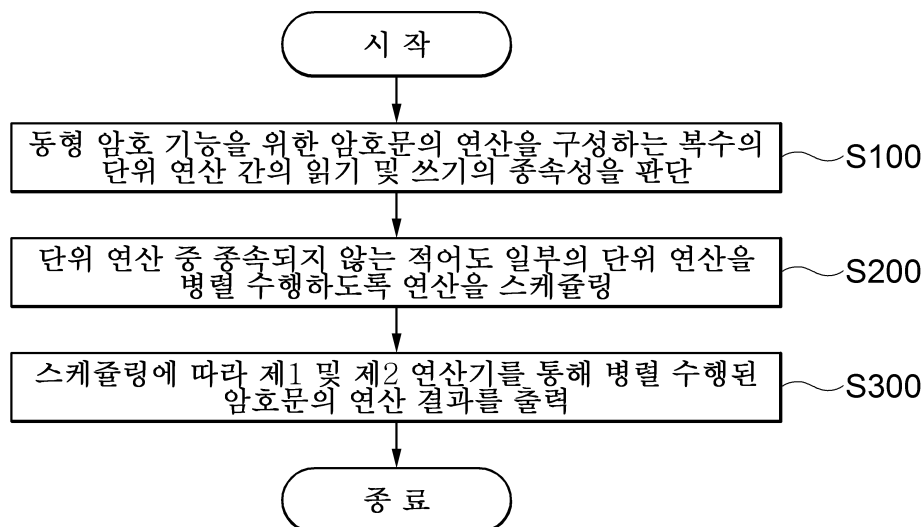 시 작
동형 암호 기능을 위한 암호문의 연산을 구성하는 복수의
단위 연산 간의 읽기 및 쓰기의 종속성을 판단
S100
단위 연산 중 종속되지 않는 적어도 일부의 단위 연산을
병렬 수행하도록 연산을 스케쥴링
S200
스케쥴링에 따라 제1 및 제2 연산기를 통해 병렬 수행된
암호문의 연산 결과를 출력
S300
종 료